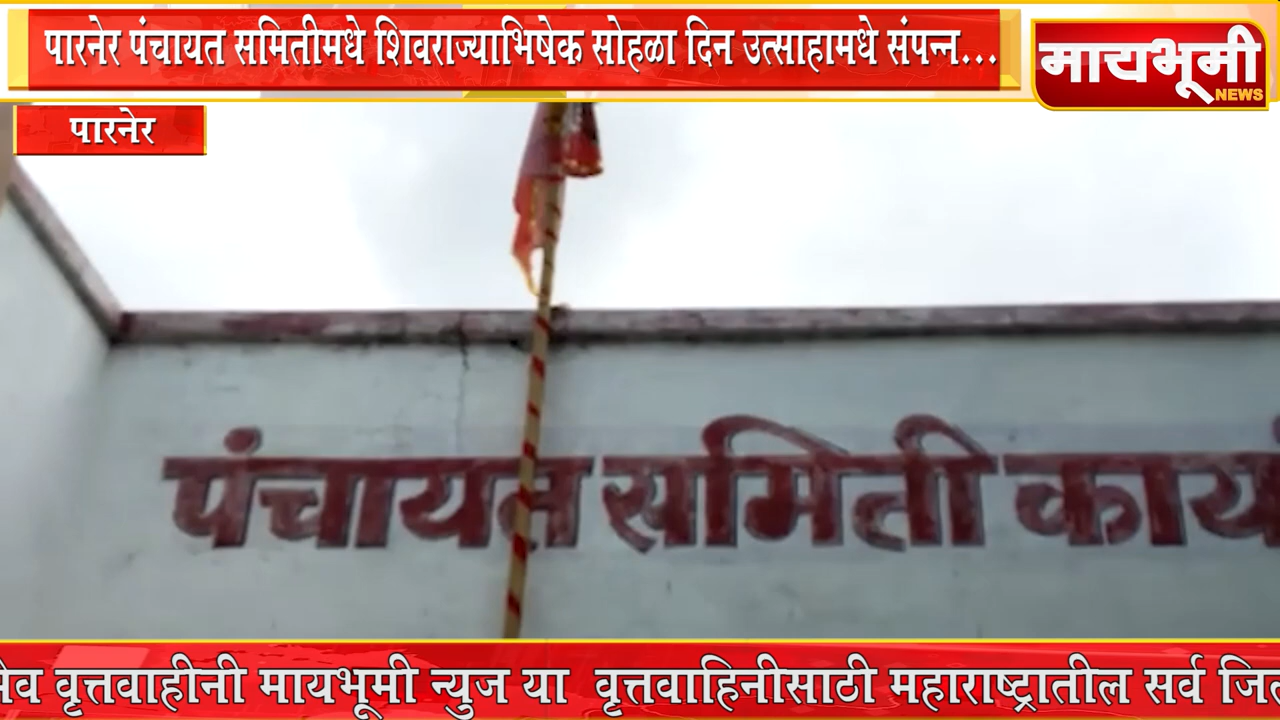 पारनेर पंचायत समितीमधे शिवराज्याभिषेक सोहळा दिन उत्साहामधे संपन्न...
मायभूमी
NEWS
पारनेर
पंचायत समिती कार्य
वृत्तवाहीनी मायभूमी न्युज या वृत्तवाहिनीसाठी महाराष्ट्रातील सर्व